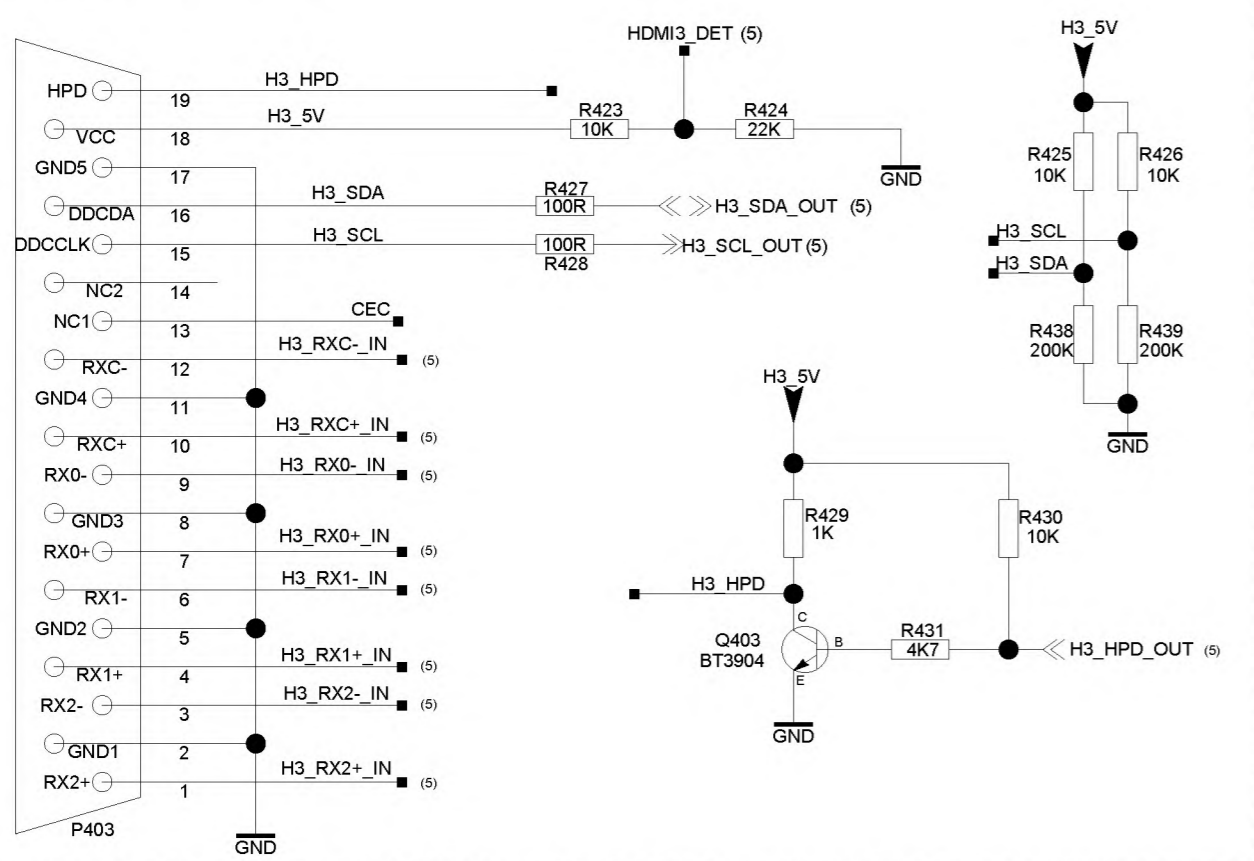 HDMI3_DET (5)
HPD 19 H3_HPD
VCC 18 H3_5V
R423
10K
R424
22K
GND
GND5 17
DDCDA 16 H3_SDA
R427
100R
H3_SDA_OUT (5)
DDCCLK 15 H3_SCL
100R
R428
H3_SCL_OUT (5)
NC2 14
NC1 13 CEC
RXC- 12 H3_RXC-_IN (5)
GND4 11
RXC+ 10 H3_RXC+_IN (5)
RX0- 9 H3_RX0-_IN (5)
GND3 8
RX0+ 7 H3_RX0+_IN (5)
RX1- 6 H3_RX1-_IN (5)
GND2 5
RX1+ 4 H3_RX1+_IN (5)
RX2- 3 H3_RX2-_IN (5)
GND1 2
RX2+ 1 H3_RX2+_IN (5)
P403
GND
H3_5V
R425
10K
R426
10K
H3_SCL
H3_SDA
R438
200K
R439
200K
GND
H3_5V
R429
1K
R430
10K
H3_HPD
C
Q403
BT3904
B
E
R431
4K7
H3_HPD_OUT (5)
GND